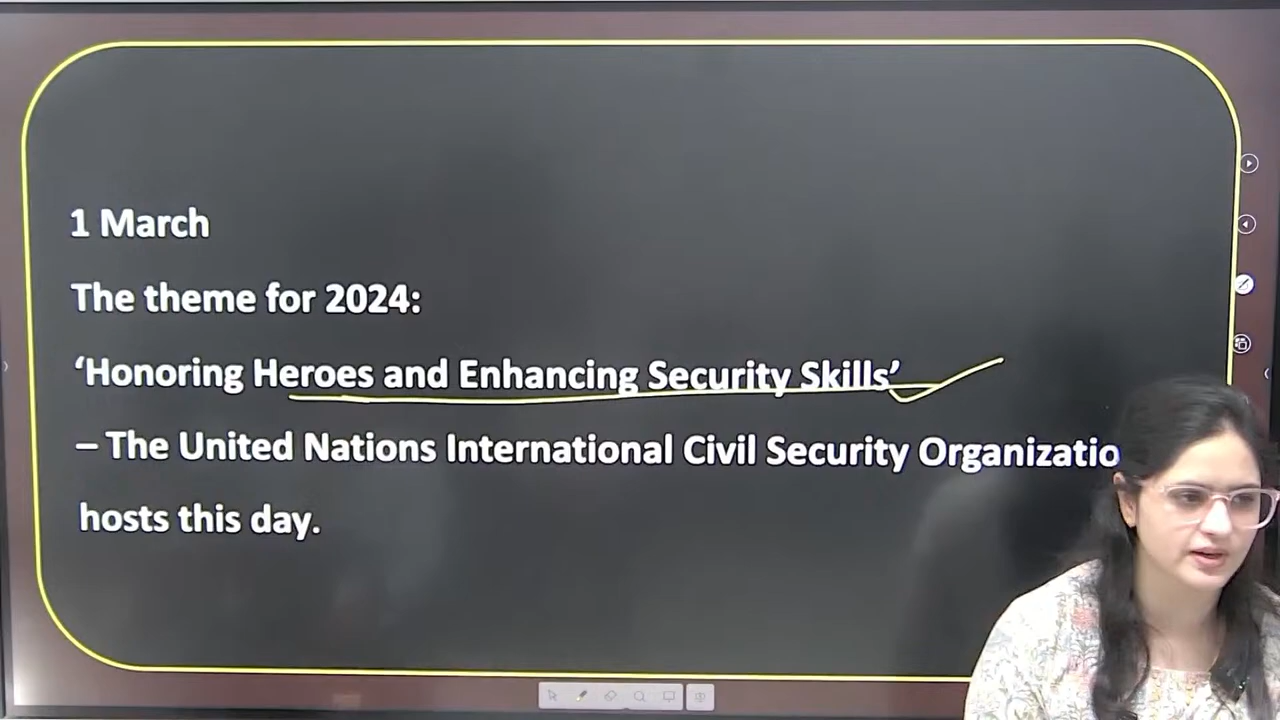 1 March
The theme for 2024:
‘Honoring Heroes and Enhancing Security Skills’
– The United Nations International Civil Security Organizatio
hosts this day.